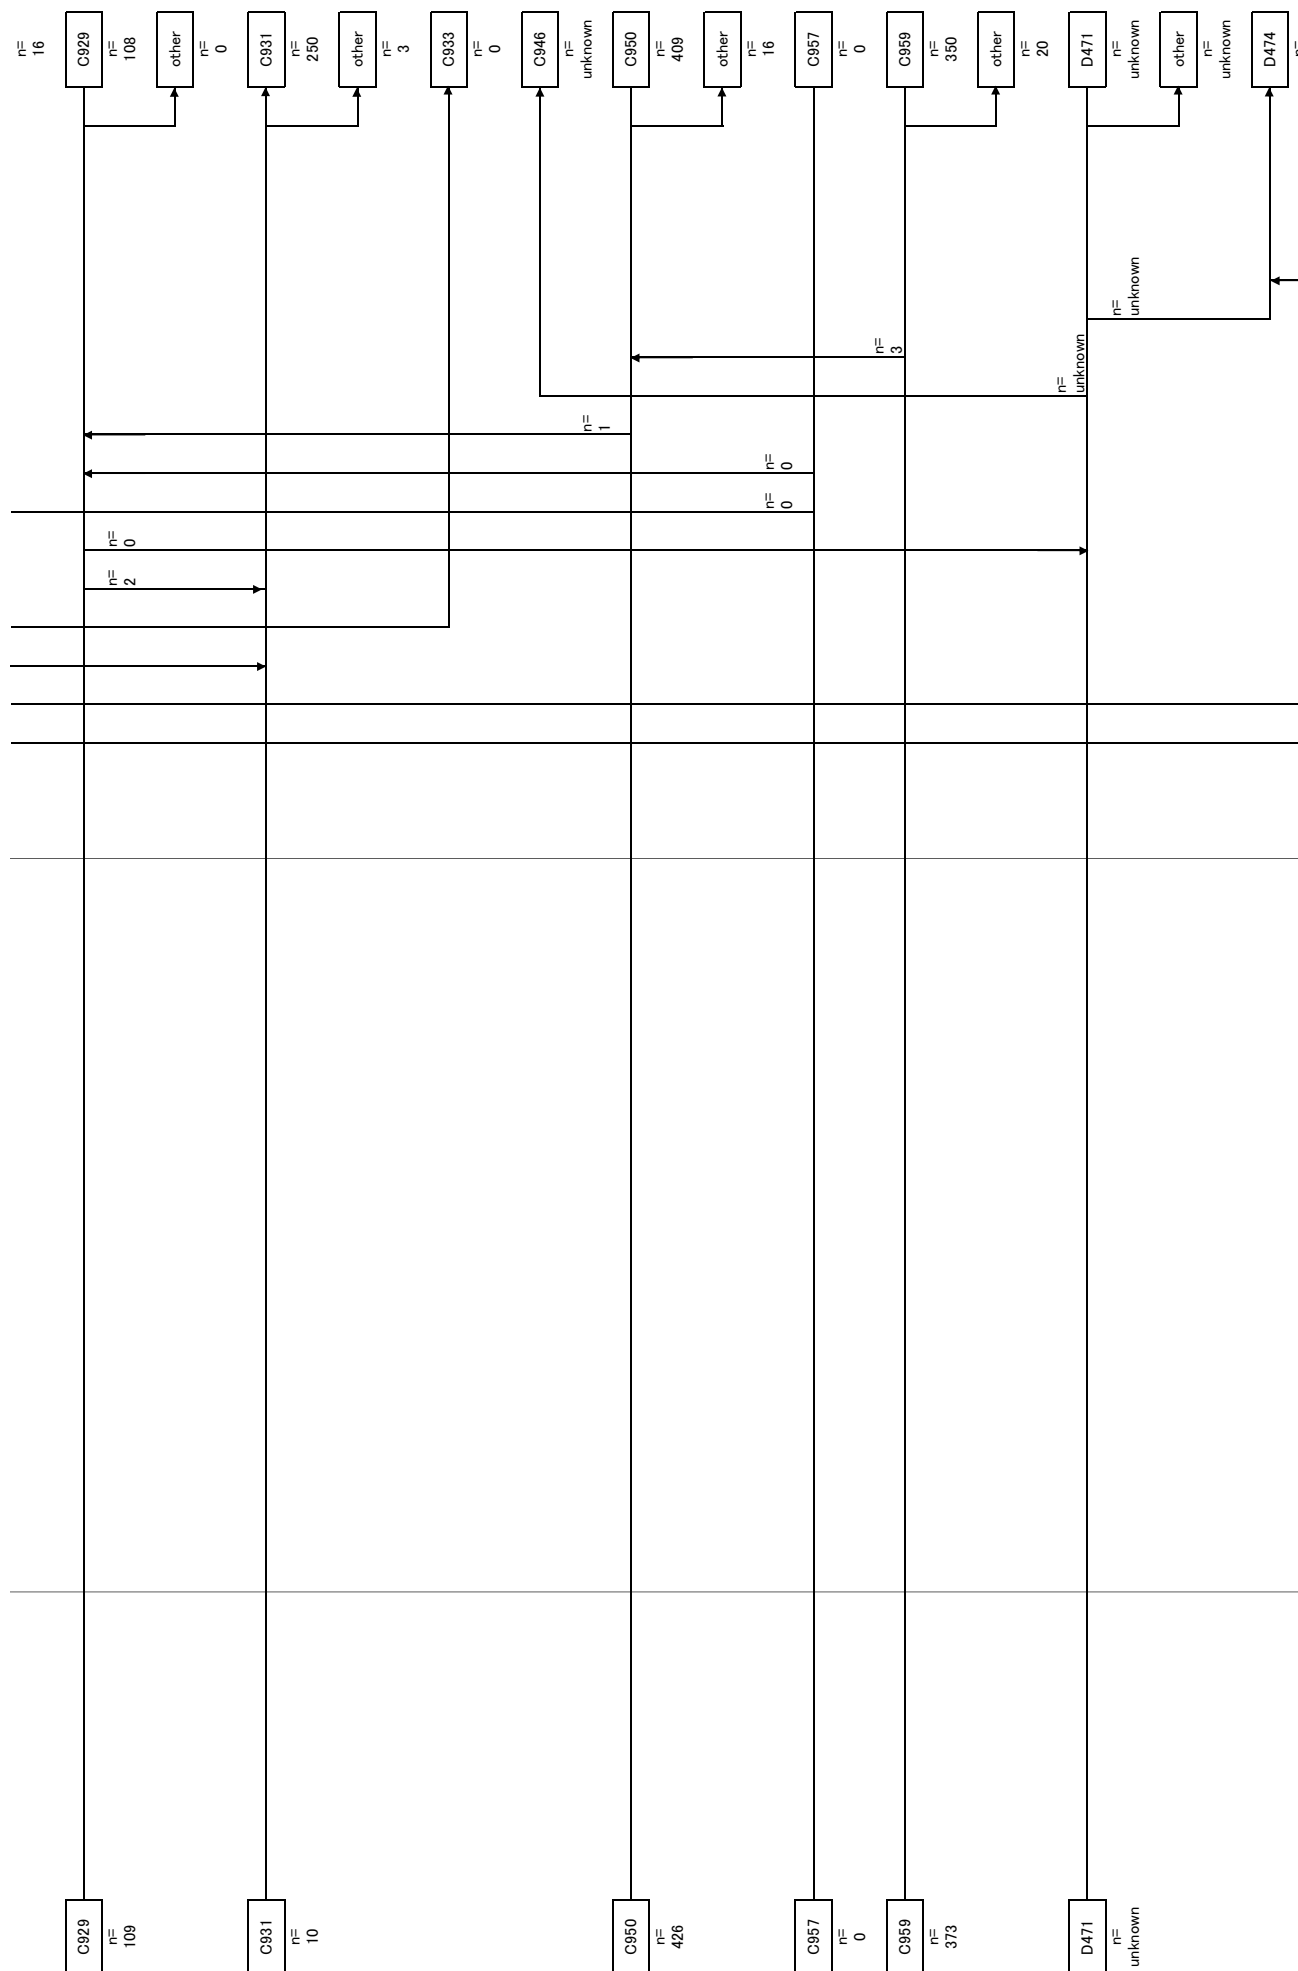 n=
16
C929
n=
108
other
n=
0
C931
n=
250
other
n=
3
C933
n=
0
C946
n=
unknown
C950
n=
409
other
n=
16
C957
n=
0
C959
n=
350
other
n=
20
D471
n=
unknown
other
n=
unknown
D474
n=
n=
unknown
n=
3
n=
unknown
n=
1
n=
0
n=
0
n=
0
n=
2
C929
n=
109
C931
n=
10
C950
n=
426
C957
n=
0
C959
n=
373
D471
n=
unknown